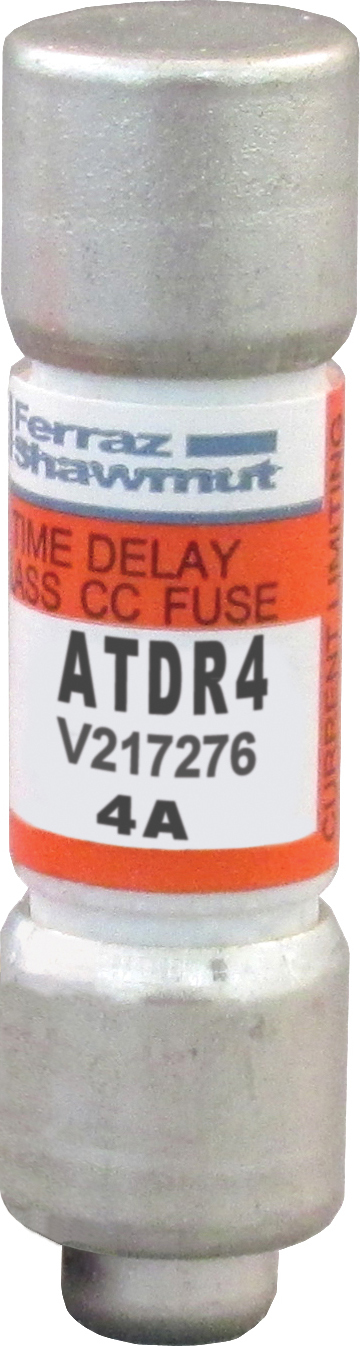 Ferraz
Shawmut
TIME DELAY
ASS CC FUSE
ATDR4
V217276
4A
CURRENT LIMITING